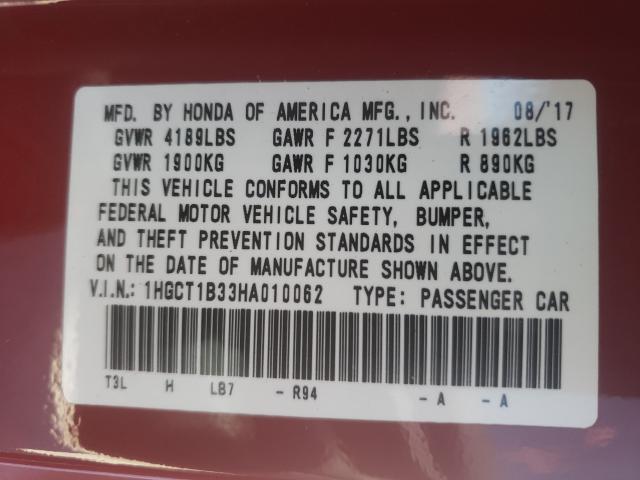 MFD. BY HONDA OF AMERICA MFG., INC. 08/'17
GVWR 4189LBS GAWR F 2271LBS R 1962LBS
GVWR 1900KG GAWR F 1030KG R 890KG
THIS VEHICLE CONFORMS TO ALL APPLICABLE
FEDERAL MOTOR VEHICLE SAFETY, BUMPER,
AND THEFT PREVENTION STANDARDS IN EFFECT
ON THE DATE OF MANUFACTURE SHOWN ABOVE.
V.I.N.: 1HGCT1B33HA010062 TYPE: PASSENGER CAR
T3L H LB7 - R94 - A - A